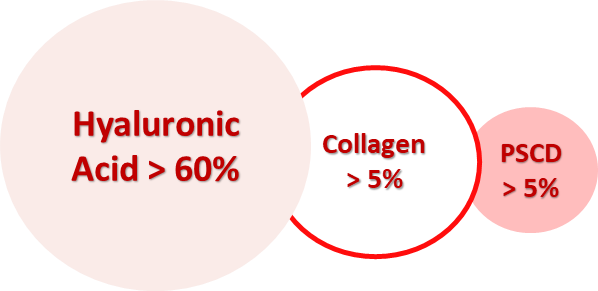 Hyaluronic
Acid > 60%
Collagen
> 5%
PSCD
> 5%